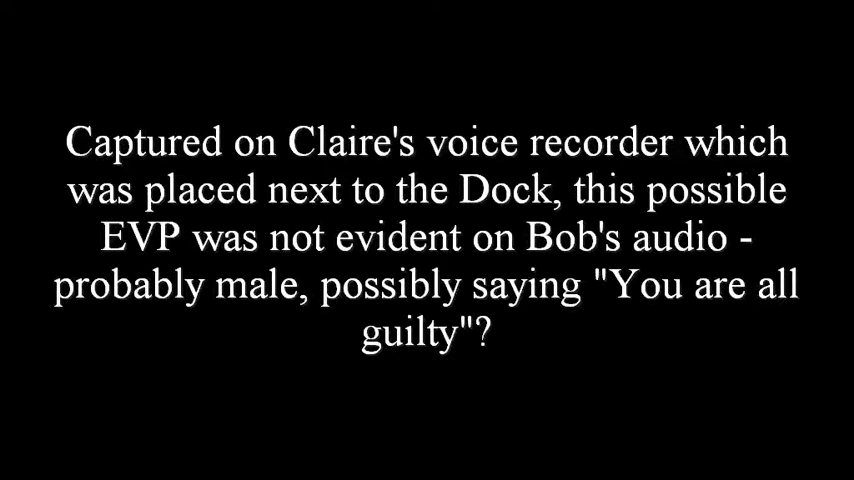 Captured on Claire's voice recorder which
was placed next to the Dock, this possible
EVP was not evident on Bob's audio -
probably male, possibly saying "You are all
guilty"?